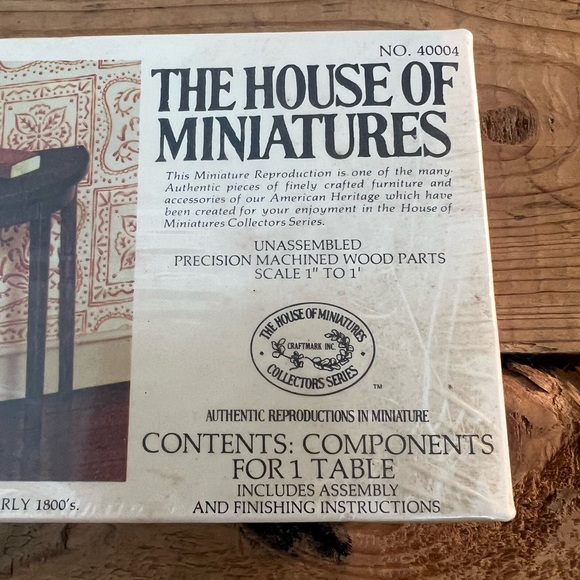 NO. 40004
THE HOUSE OF
MINIATURES
This Miniature Reproduction is one of the many
Authentic pieces of finely crafted furniture and
accessories of our American Heritage which have
been created for your enjoyment in the House of
Miniatures Collectors Series.
UNASSEMBLED
PRECISION MACHINED WOOD PARTS
SCALE 1" TO 1'
THE HOUSE OF MINIATURES
CRAFTMARK INC.
COLLECTORS SERIES
TM
AUTHENTIC REPRODUCTIONS IN MINIATURE
CONTENTS: COMPONENTS
FOR 1 TABLE
INCLUDES ASSEMBLY
AND FINISHING INSTRUCTIONS
RLY 1800's.